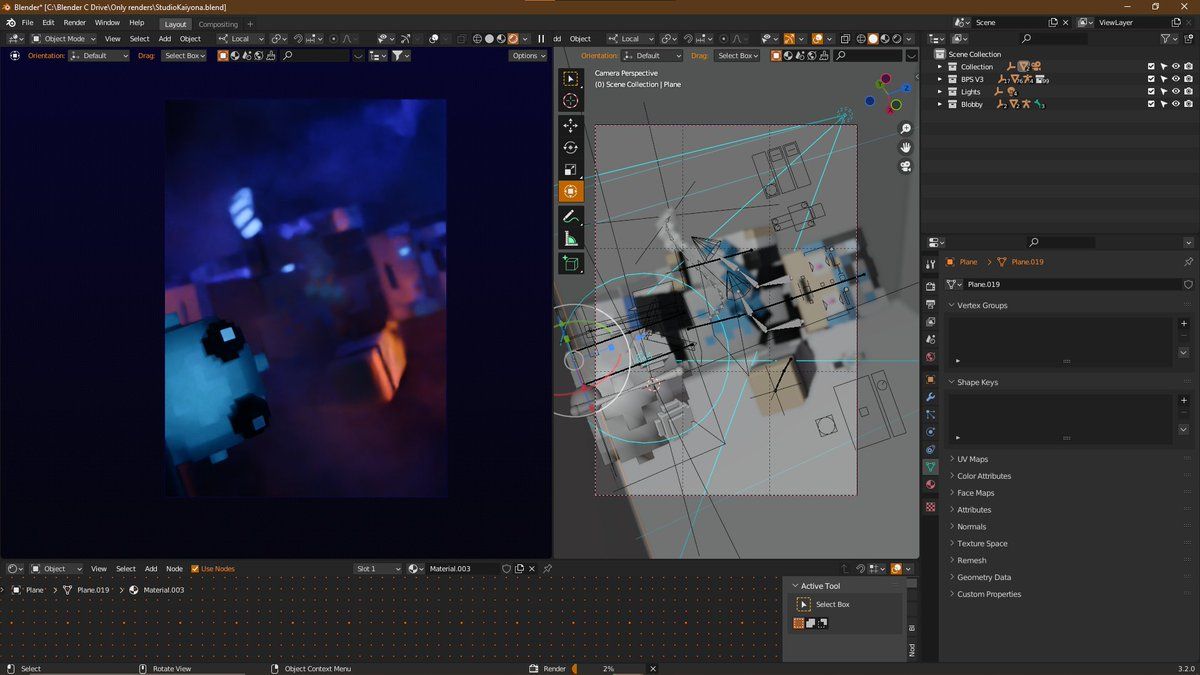 Blender* [C:\Blender C Drive\Only renders\StudioKaiyona.blend]
File Edit Render Window Help Layout Compositing + Scene ViewLayer
Object Mode View Select Add Object Local dd Object Local
Orientation: Default Drag: Select Box Options Orientation: Default Drag: Select Box
Scene Collection
Collection
BPS V3
Lights
Blobby
Camera Perspective
(0) Scene Collection | Plane
Plane Plane.019
Plane.019
Vertex Groups
Shape Keys
UV Maps
Color Attributes
Face Maps
Attributes
Normals
Texture Space
Remesh
Geometry Data
Custom Properties
Object View Select Add Node Use Nodes Slot 1 Material.003
Plane Plane.019 Material.003
Active Tool
Select Box
Nod
Select Rotate View Object Context Menu Render 2% 3.2.0